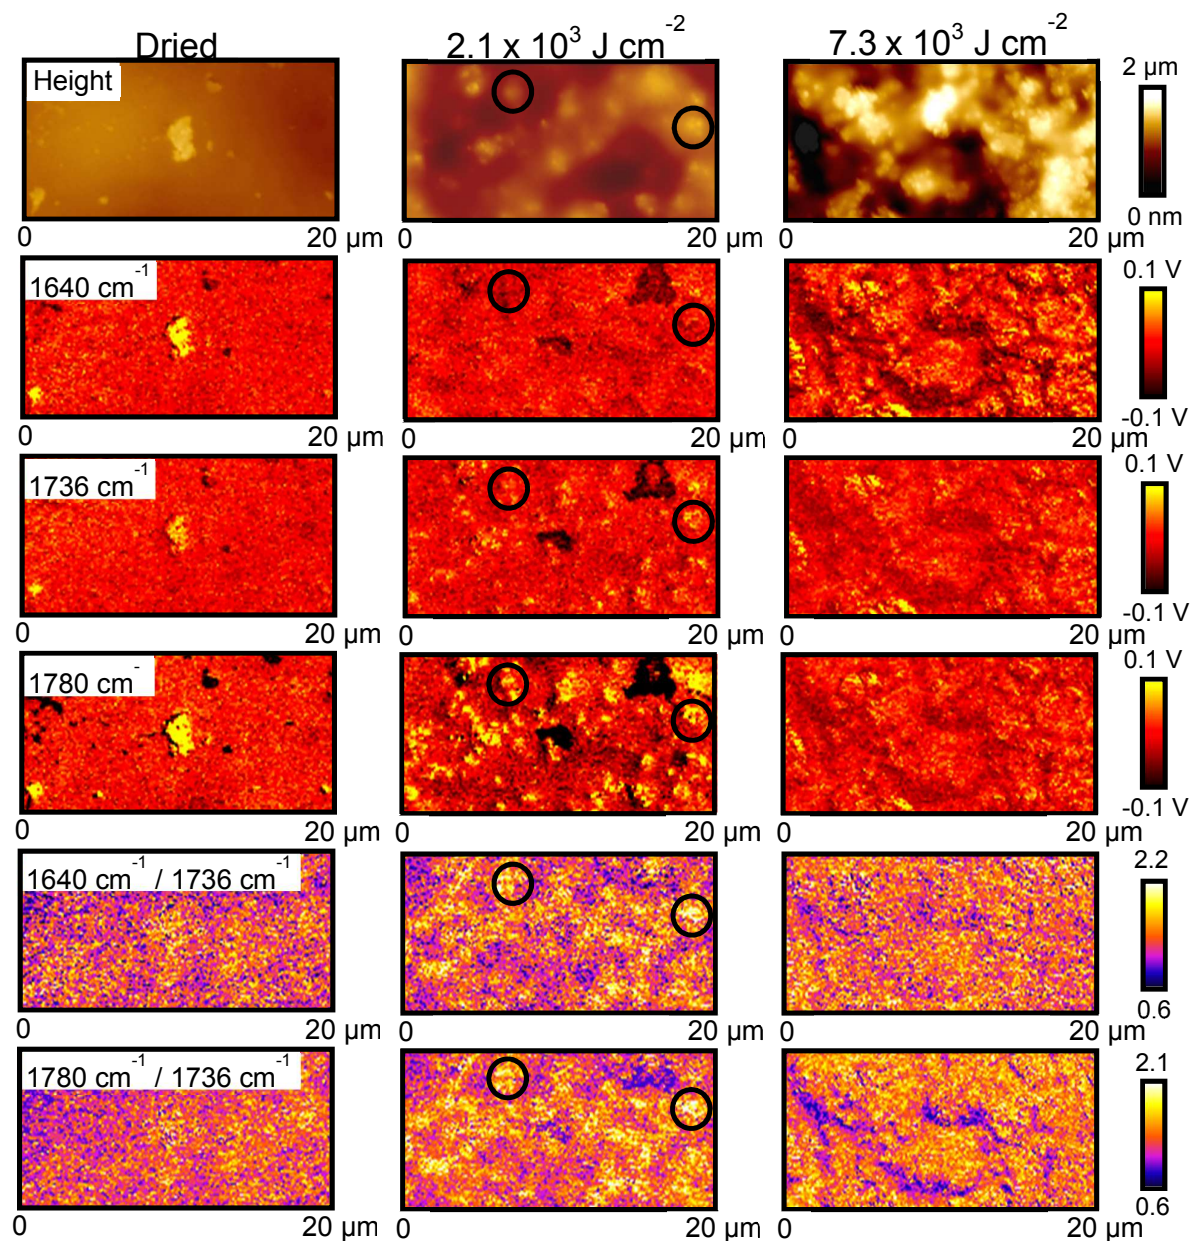 Dried 2.1 x 10³ J cm⁻² 7.3 x 10³ J cm⁻²
Height
2 µm
0 nm
0 20 µm 0 20 µm 0 20 µm
1640 cm⁻¹
0.1 V
-0.1 V
0 20 µm 0 20 µm 0 20 µm
1736 cm⁻¹
0.1 V
-0.1 V
0 20 µm 0 20 µm 0 20 µm
1780 cm⁻
0.1 V
-0.1 V
0 20 µm 0 20 µm 0 20 µm
1640 cm⁻¹ / 1736 cm⁻¹
2.2
0.6
0 20 µm 0 20 µm 0 20 µm
1780 cm⁻¹ / 1736 cm⁻¹
2.1
0.6
0 20 µm 0 20 µm 0 20 µm